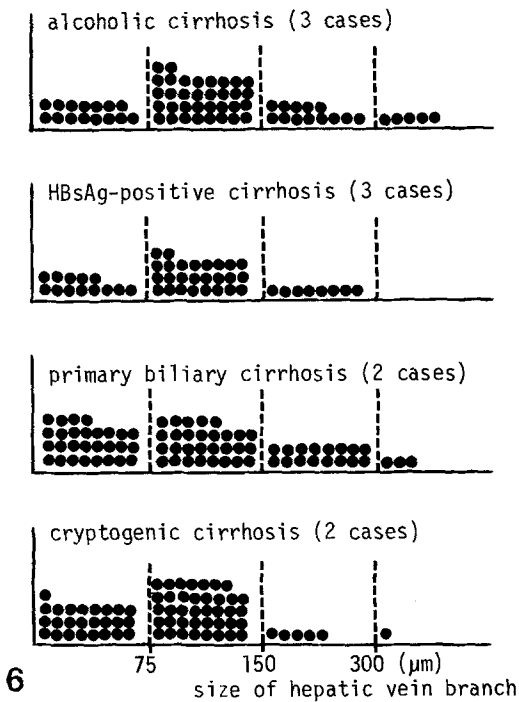 alcoholic cirrhosis (3 cases)
HBsAg-positive cirrhosis (3 cases)
primary biliary cirrhosis (2 cases)
cryptogenic cirrhosis (2 cases)
75 150 300 (µm)
6 size of hepatic vein branch